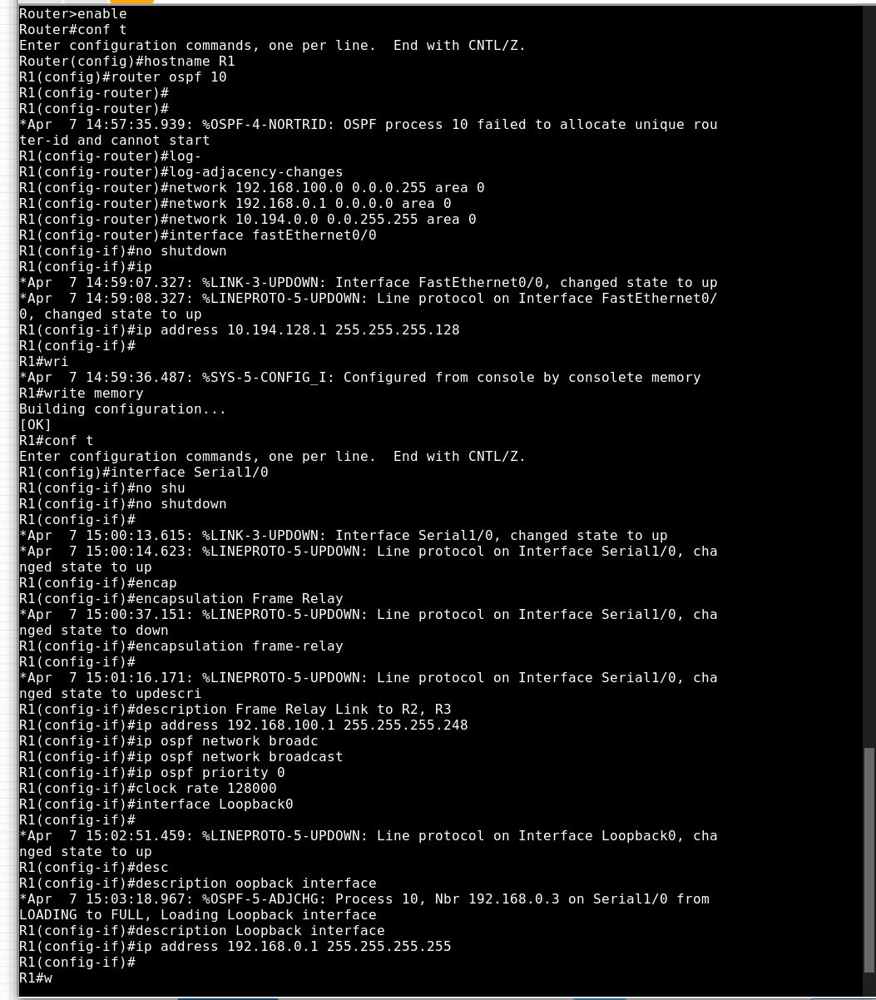 Router>enable
Router#conf t
Enter configuration commands, one per line.  End with CNTL/Z.
Router(config)#hostname R1
R1(config)#router ospf 10
R1(config-router)#
R1(config-router)#
*Apr  7 14:57:35.939: %OSPF-4-NORTRID: OSPF process 10 failed to allocate unique rou
ter-id and cannot start
R1(config-router)#log-
R1(config-router)#log-adjacency-changes
R1(config-router)#network 192.168.100.0 0.0.0.255 area 0
R1(config-router)#network 192.168.0.1 0.0.0.0 area 0
R1(config-router)#network 10.194.0.0 0.0.255.255 area 0
R1(config-router)#interface fastEthernet0/0
R1(config-if)#no shutdown
R1(config-if)#ip
*Apr  7 14:59:07.327: %LINK-3-UPDOWN: Interface FastEthernet0/0, changed state to up
*Apr  7 14:59:08.327: %LINEPROTO-5-UPDOWN: Line protocol on Interface FastEthernet0/
0, changed state to up
R1(config-if)#ip address 10.194.128.1 255.255.255.128
R1(config-if)#
R1#wri
*Apr  7 14:59:36.487: %SYS-5-CONFIG_I: Configured from console by consolete memory
R1#write memory
Building configuration...
[OK]
R1#conf t
Enter configuration commands, one per line.  End with CNTL/Z.
R1(config)#interface Serial1/0
R1(config-if)#no shu
R1(config-if)#no shutdown
R1(config-if)#
*Apr  7 15:00:13.615: %LINK-3-UPDOWN: Interface Serial1/0, changed state to up
*Apr  7 15:00:14.623: %LINEPROTO-5-UPDOWN: Line protocol on Interface Serial1/0, cha
nged state to up
R1(config-if)#encap
R1(config-if)#encapsulation Frame Relay
*Apr  7 15:00:37.151: %LINEPROTO-5-UPDOWN: Line protocol on Interface Serial1/0, cha
nged state to down
R1(config-if)#encapsulation frame-relay
R1(config-if)#
*Apr  7 15:01:16.171: %LINEPROTO-5-UPDOWN: Line protocol on Interface Serial1/0, cha
nged state to updescri
R1(config-if)#description Frame Relay Link to R2, R3
R1(config-if)#ip address 192.168.100.1 255.255.255.248
R1(config-if)#ip ospf network broadc
R1(config-if)#ip ospf network broadcast
R1(config-if)#ip ospf priority 0
R1(config-if)#clock rate 128000
R1(config-if)#interface Loopback0
R1(config-if)#
*Apr  7 15:02:51.459: %LINEPROTO-5-UPDOWN: Line protocol on Interface Loopback0, cha
nged state to up
R1(config-if)#desc
R1(config-if)#description oopback interface
*Apr  7 15:03:18.967: %OSPF-5-ADJCHG: Process 10, Nbr 192.168.0.3 on Serial1/0 from
LOADING to FULL, Loading Loopback interface
R1(config-if)#description Loopback interface
R1(config-if)#ip address 192.168.0.1 255.255.255.255
R1(config-if)#
R1#w